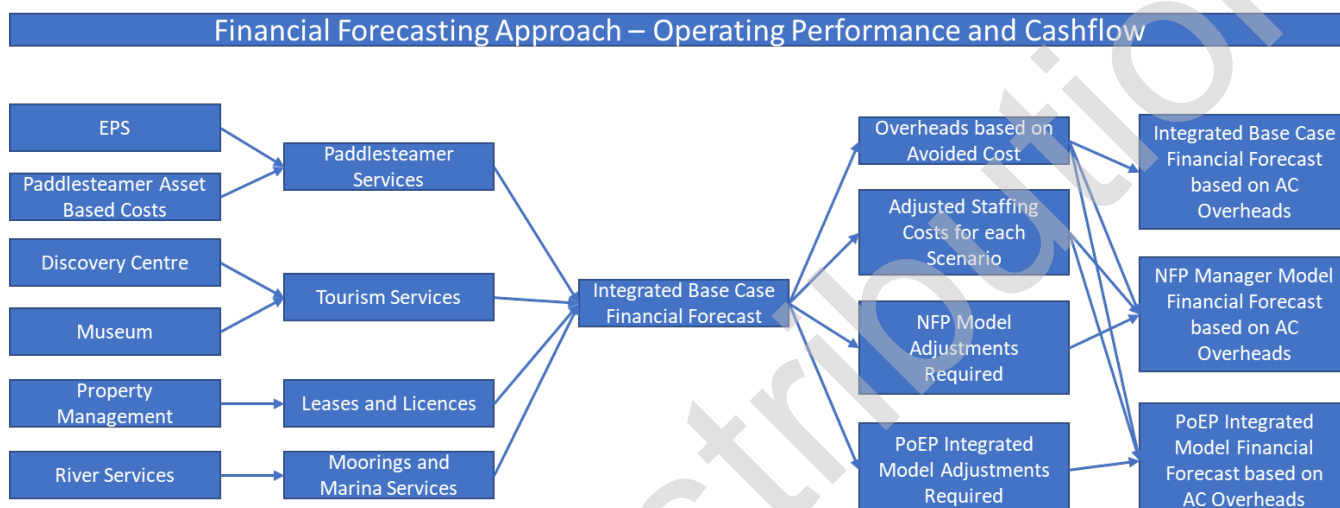 Financial Forecasting Approach – Operating Performance and Cashflow
EPS
Paddlesteamer Asset
Based Costs
Discovery Centre
Museum
Property
Management
River Services
Paddlesteamer
Services
Tourism Services
Leases and Licences
Moorings and
Marina Services
Integrated Base Case
Financial Forecast
Overheads based on
Avoided Cost
Adjusted Staffing
Costs for each
Scenario
NFP Model
Adjustments
Required
PoEP Integrated
Model Adjustments
Required
Integrated Base Case
Financial Forecast
based on AC
Overheads
NFP Manager Model
Financial Forecast
based on AC
Overheads
PoEP Integrated
Model Financial
Forecast based on
AC Overheads
stribution